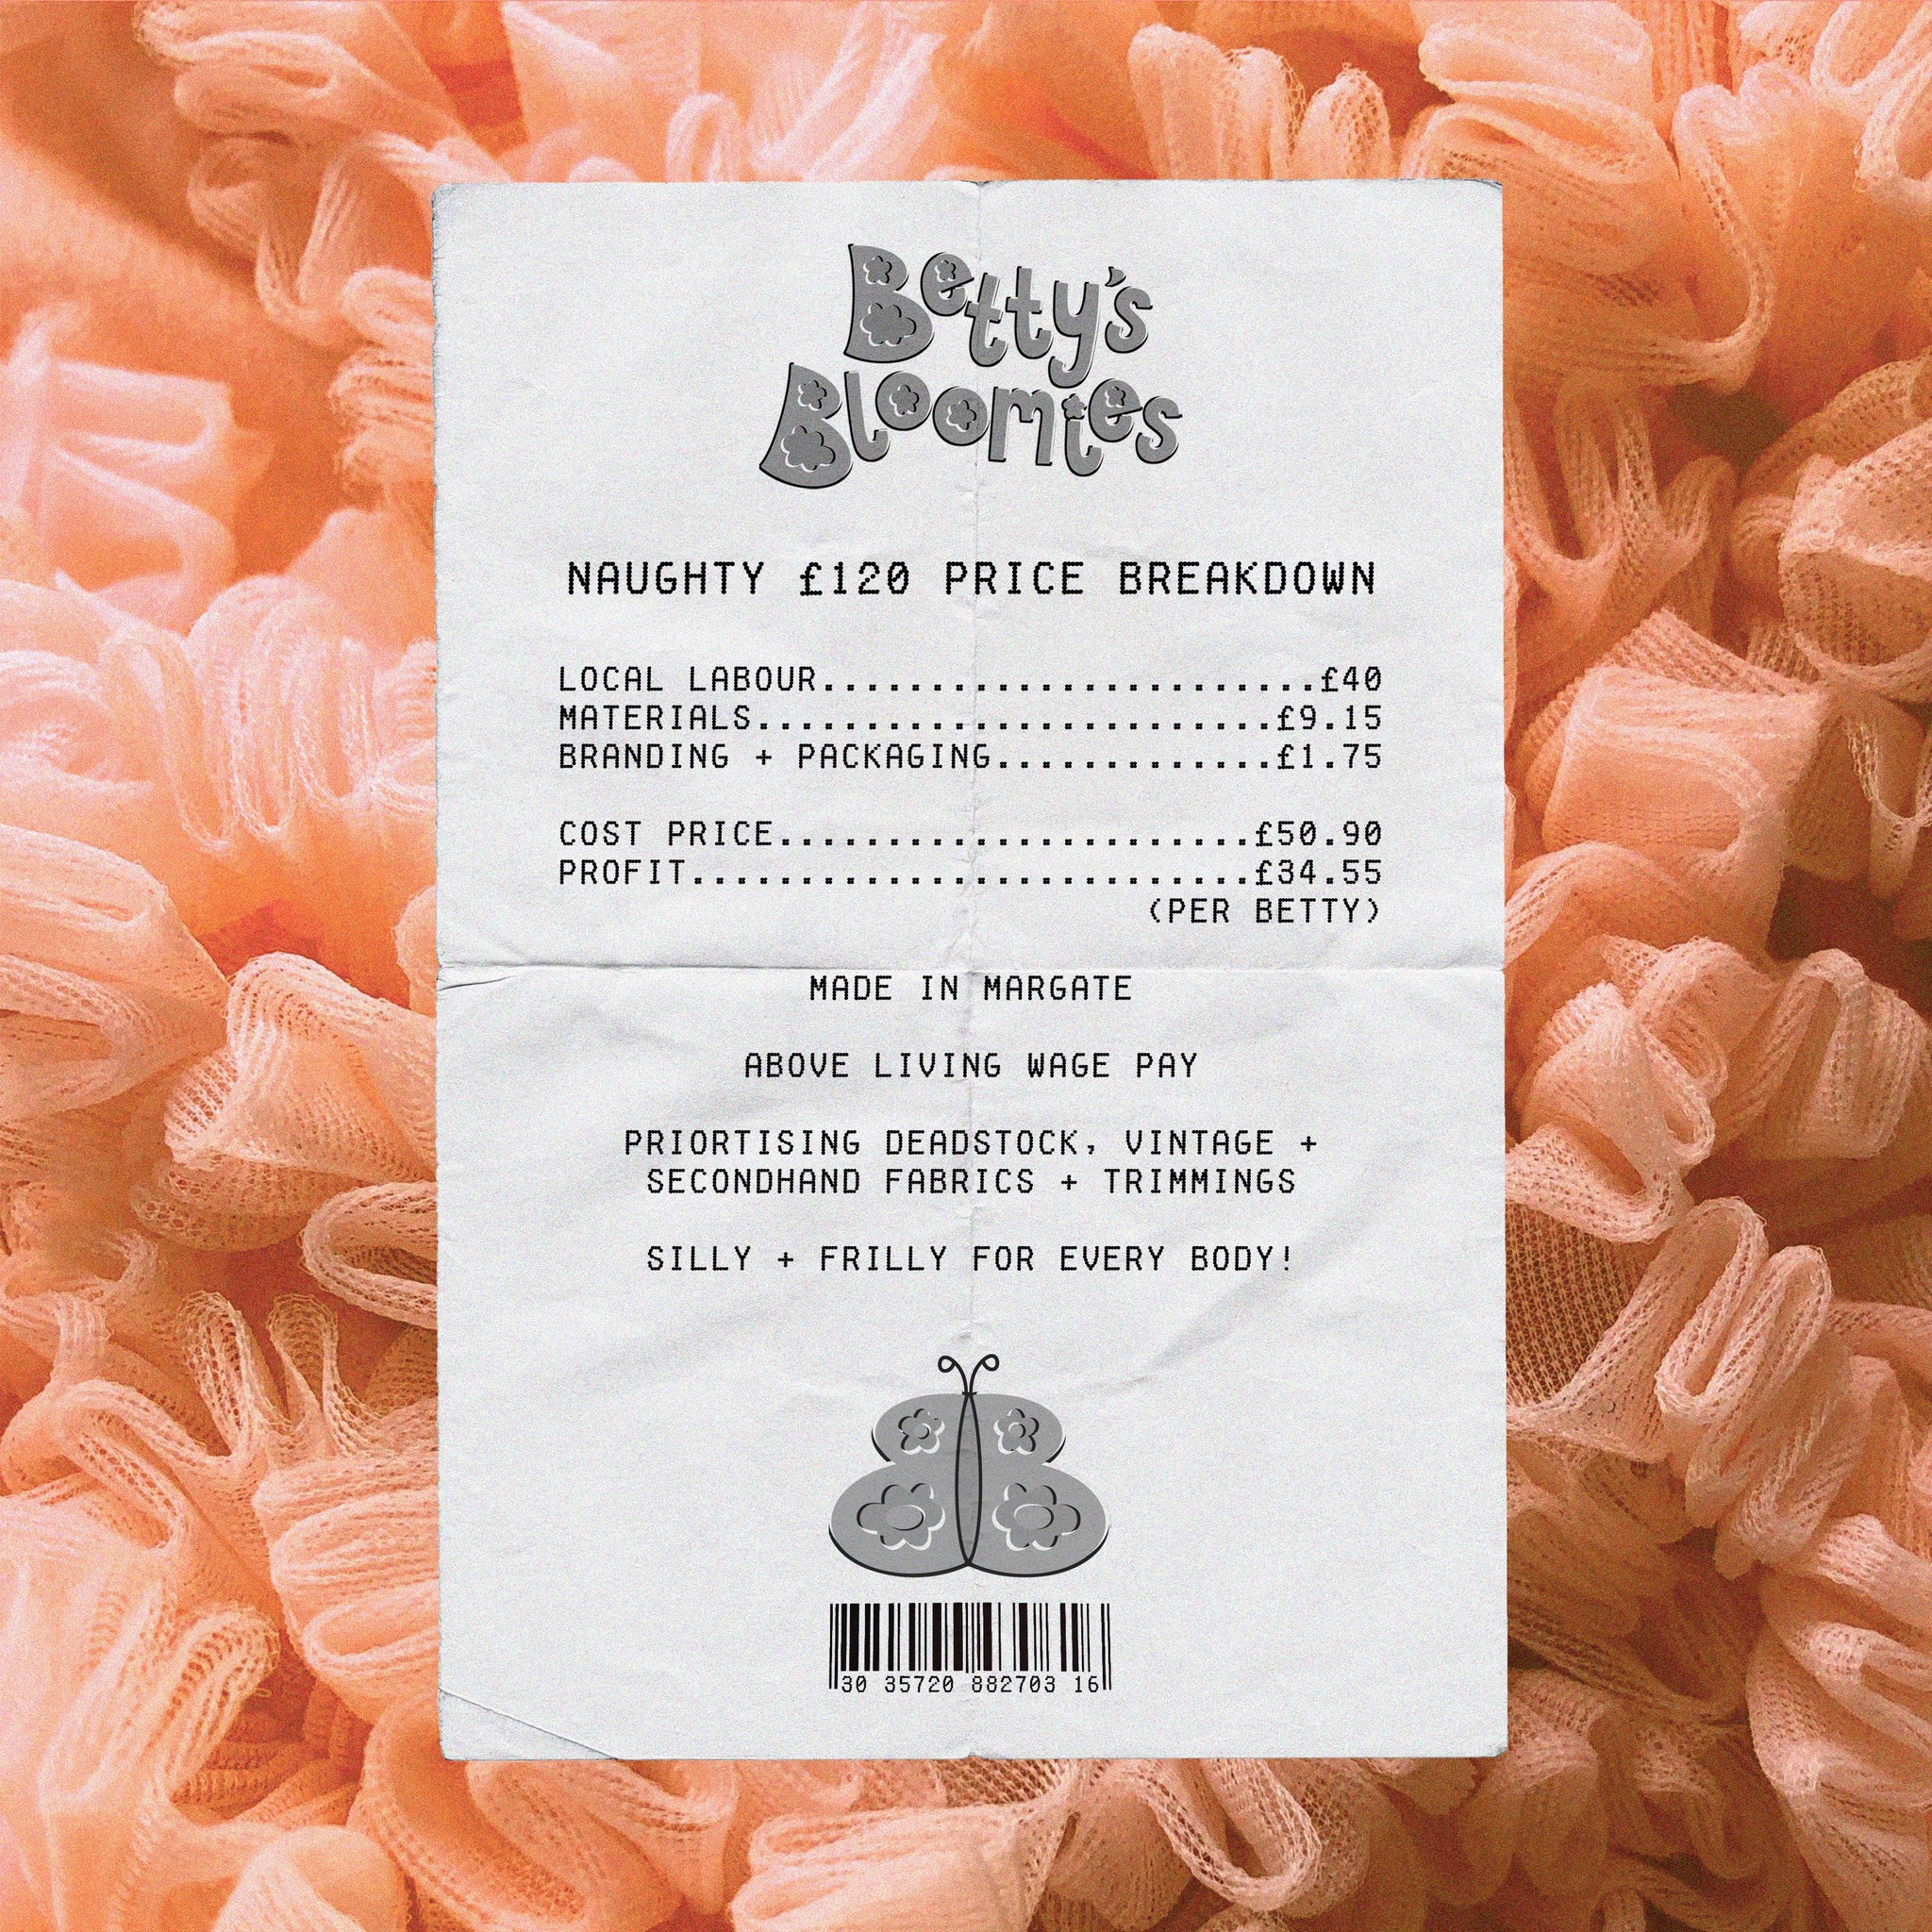 Betty's
Bloomies
NAUGHTY £120 PRICE BREAKDOWN
LOCAL LABOUR.......................£40
MATERIALS........................£9.15
BRANDING + PACKAGING.............£1.75
COST PRICE......................£50.90
PROFIT..........................£34.55
(PER BETTY)
MADE IN MARGATE
ABOVE LIVING WAGE PAY
PRIORTISING DEADSTOCK, VINTAGE +
SECONDHAND FABRICS + TRIMMINGS
SILLY + FRILLY FOR EVERY BODY!
30 35720 882703 16